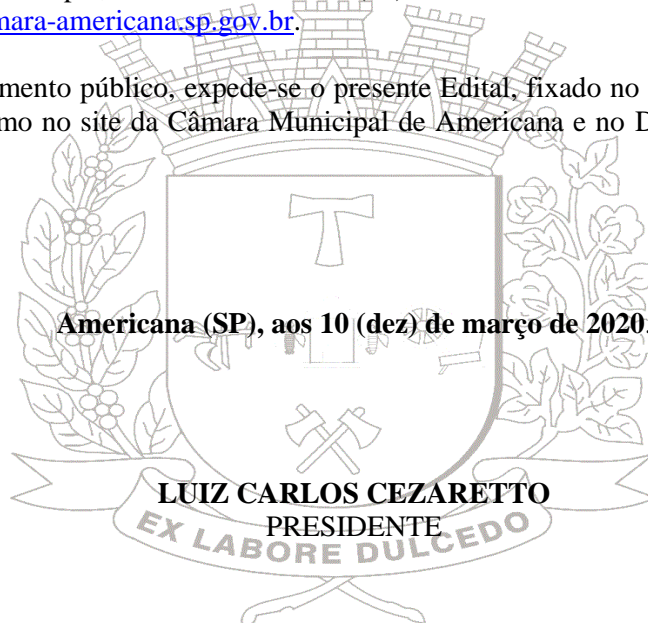 mara-americana.sp.gov.br.
mento público, expede-se o presente Edital, fixado no
mo no site da Câmara Municipal de Americana e no D
Americana (SP), aos 10 (dez) de março de 2020.
LUIZ CARLOS CEZARETTO
PRESIDENTE
EX LABORE DULCEDO